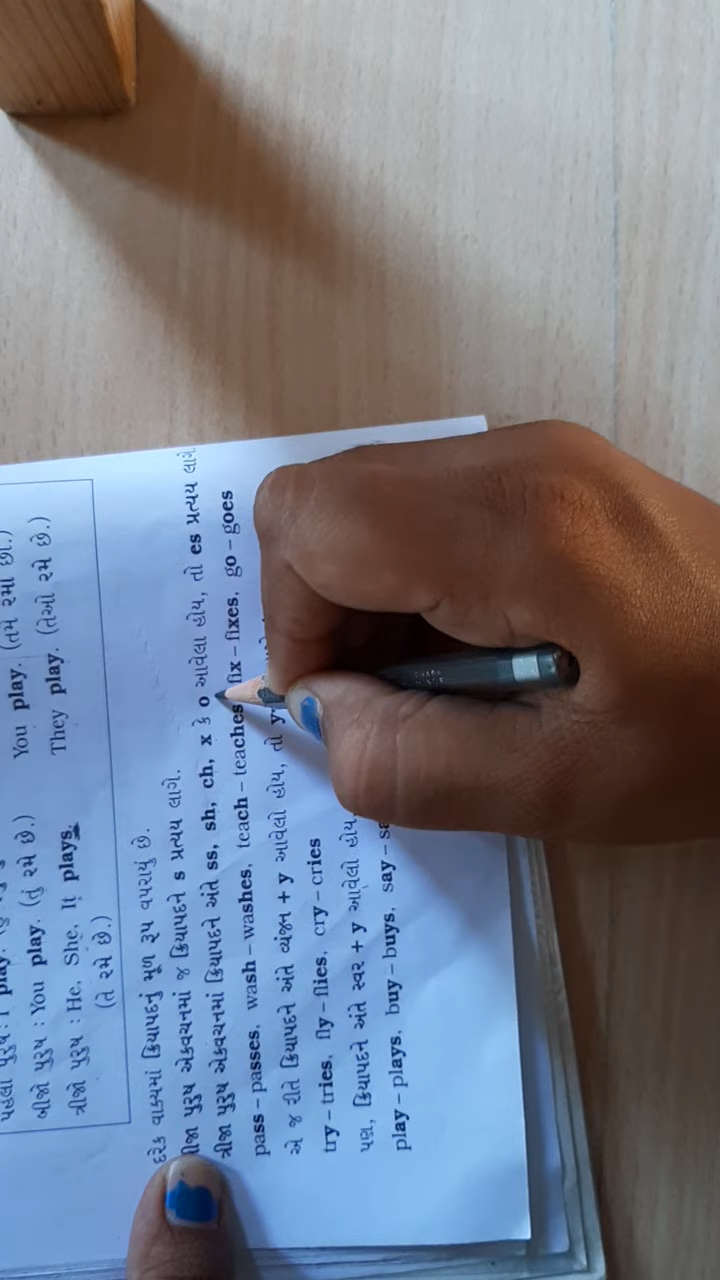 બીજો પુરુષ : You play. (તું રમે છે.) You play. (તમે રમો છો.)
ત્રીજો પુરુષ : He, She, It plays. They play. (તેઓ રમે છે.)
(તે રમે છે.)
દરેક વાક્યમાં ક્રિયાપદનું મૂળ રૂપ વપરાયું છે.
પુરુષ એકવચનમાં જ ક્રિયાપદને s પ્રત્યય લાગે.
ત્રીજા પુરુષ એકવચનમાં ક્રિયાપદને અંતે ss, sh, ch, x કે o આવેલા હોય, તો es પ્રત્યય લાગે.
pass – passes, wash – washes, teach – teaches, fix – fixes, go – goes
એ જ રીતે ક્રિયાપદને અંતે વ્યંજન + y આવેલો હોય, તો y
try – tries, fly – flies, cry – cries
પણ, ક્રિયાપદને અંતે સ્વર + y આવેલો હોય,
play – plays, buy – buys, say –